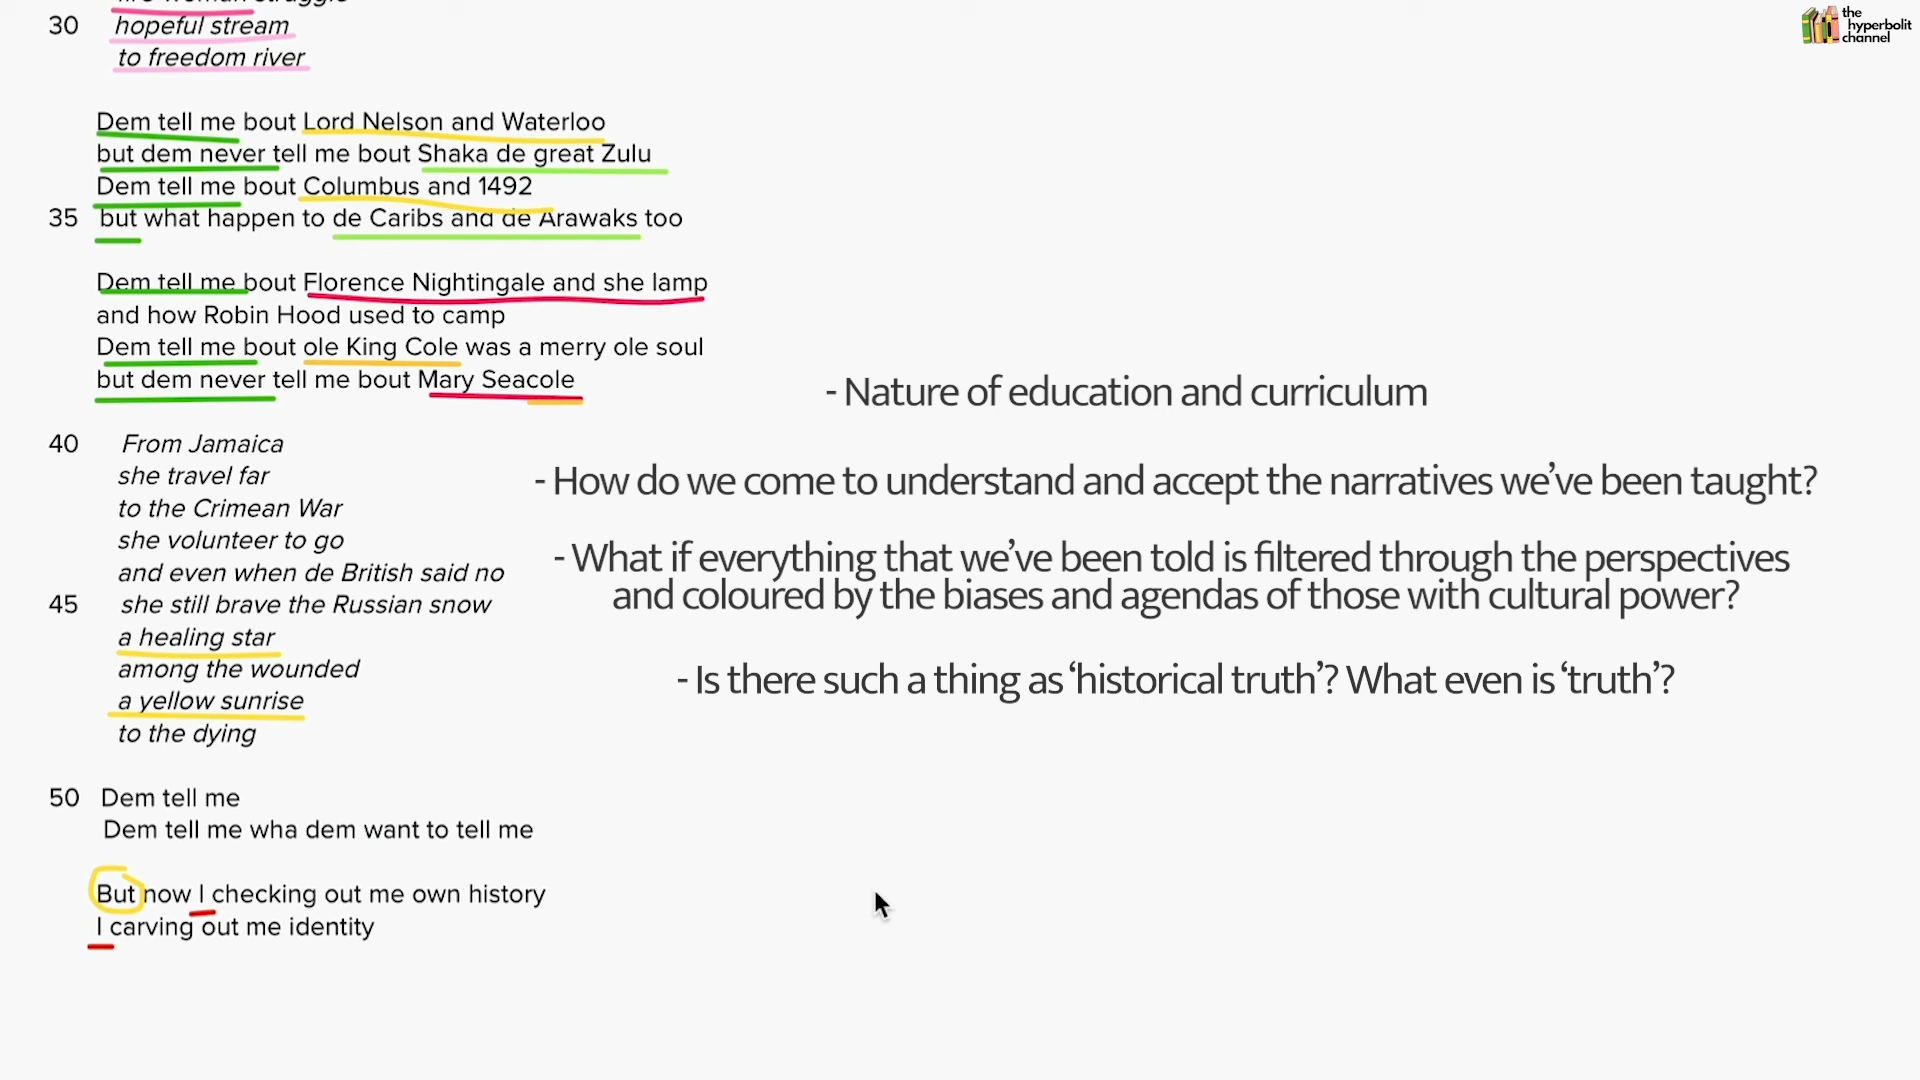 the
hyperbolit
channel
fire-woman struggle
30 hopeful stream
to freedom river
Dem tell me bout Lord Nelson and Waterloo
but dem never tell me bout Shaka de great Zulu
Dem tell me bout Columbus and 1492
35 but what happen to de Caribs and de Arawaks too
Dem tell me bout Florence Nightingale and she lamp
and how Robin Hood used to camp
Dem tell me bout ole King Cole was a merry ole soul
but dem never tell me bout Mary Seacole
40 From Jamaica
she travel far
to the Crimean War
she volunteer to go
and even when de British said no
45 she still brave the Russian snow
a healing star
among the wounded
a yellow sunrise
to the dying
50 Dem tell me
Dem tell me wha dem want to tell me
But now I checking out me own history
I carving out me identity
- Nature of education and curriculum
- How do we come to understand and accept the narratives we’ve been taught?
- What if everything that we’ve been told is filtered through the perspectives
and coloured by the biases and agendas of those with cultural power?
- Is there such a thing as ‘historical truth’? What even is ‘truth’?